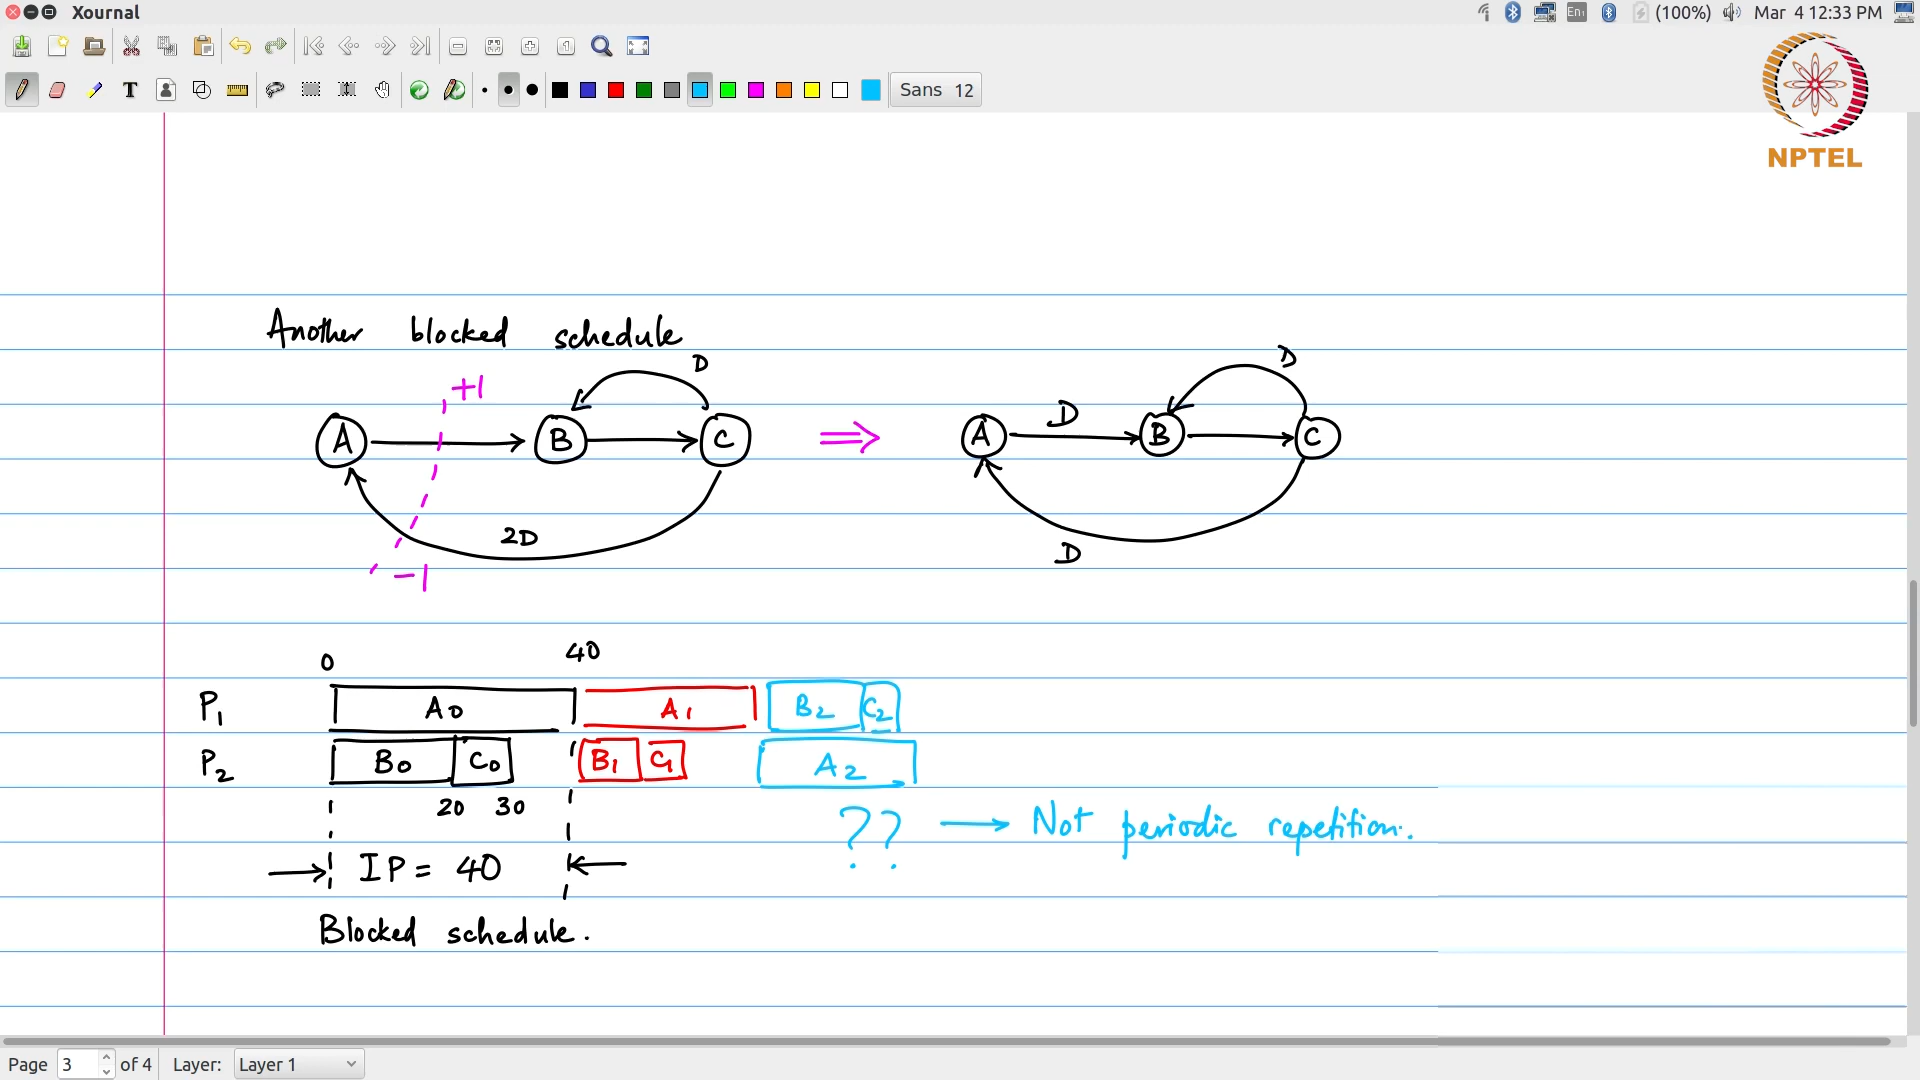 Xournal
En1
(100%)
Mar 4 12:33 PM
Sans 12
NPTEL
Another blocked schedule
D
D
+1
A
B
C
⇒
A
D
B
C
2D
-1
D
0
40
P1
A0
A1
B2
C2
P2
B0
C0
B1
C1
A2
20
30
?? → Not periodic repetition.
IP = 40
Blocked schedule.
Page 3 of 4 Layer: Layer 1